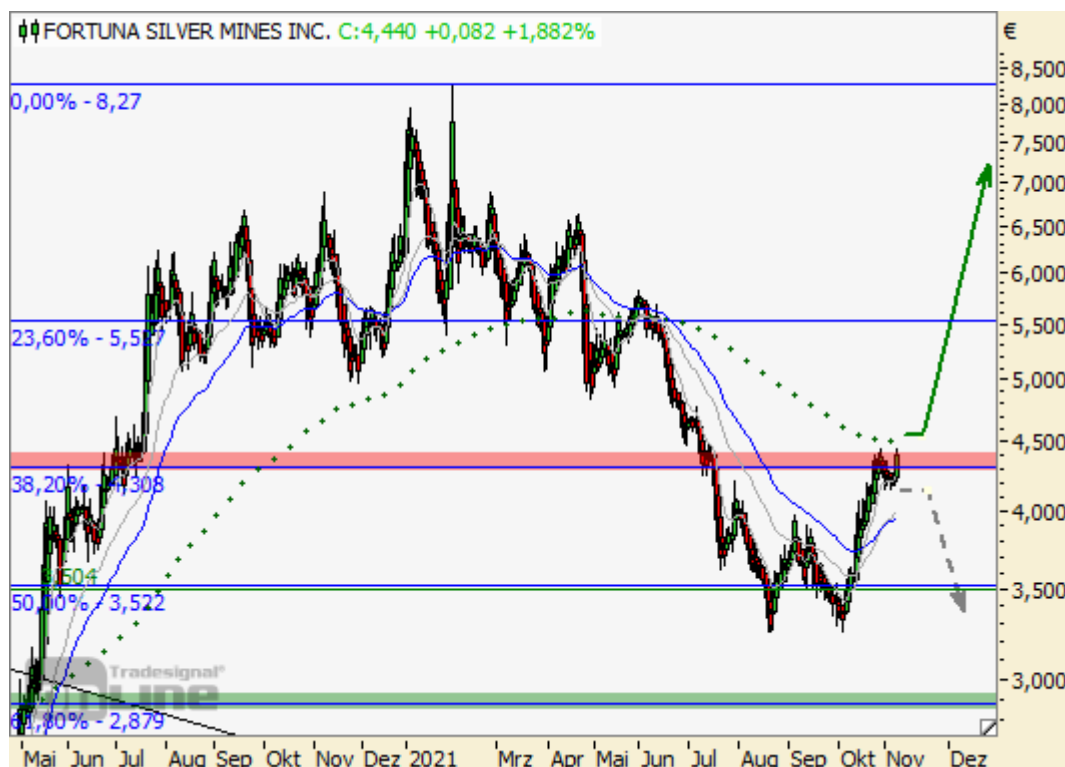 FORTUNA SILVER MINES INC. C:4,440 +0,082 +1,882%
€
8,500
0,00% - 8,27
8,000
7,500
7,000
6,500
6,000
23,60% - 5,527
5,500
5,000
4,500
38,20% - 4,308
4,000
3,504
50,00% - 3,522
3,500
Tradesignal®
Line
61,80% - 2,879
3,000
Mai Jun Jul Aug Sep Okt Nov Dez 2021 Mrz Apr Mai Jun Jul Aug Sep Okt Nov Dez